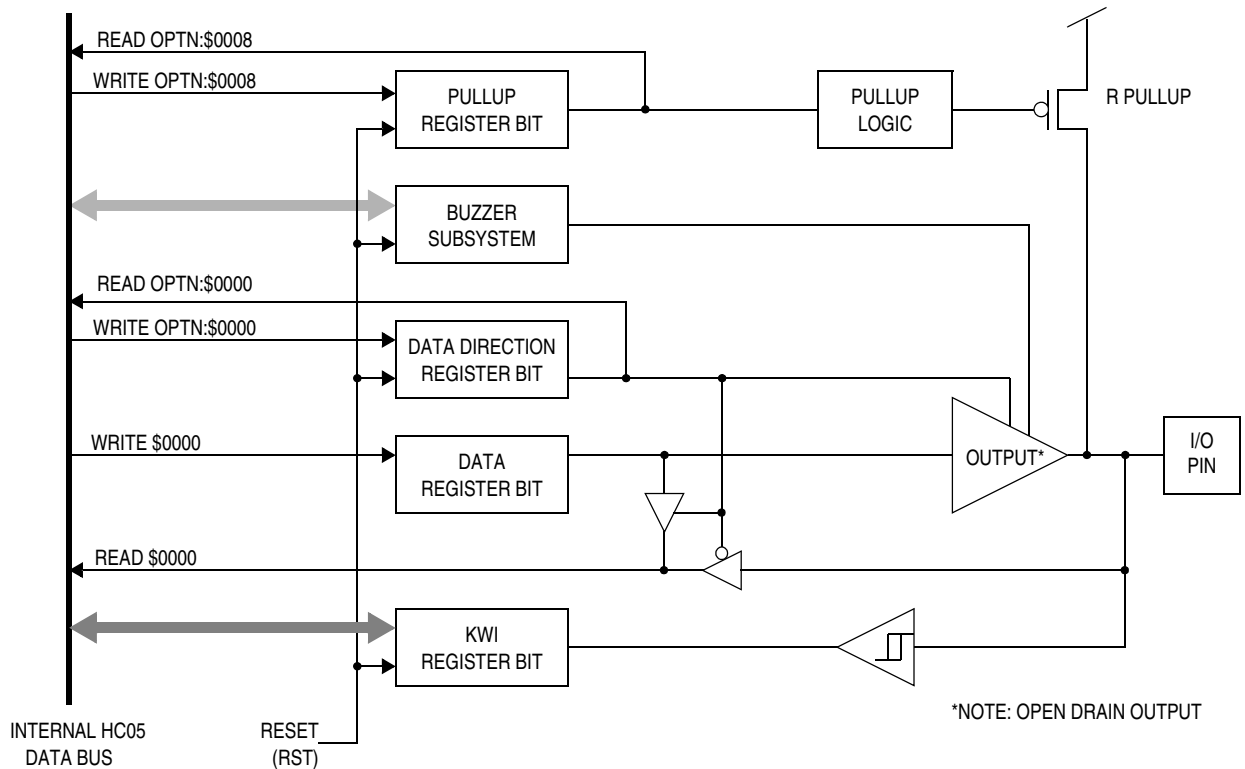 READ OPTN:$0008
WRITE OPTN:$0008
PULLUP
REGISTER BIT
PULLUP
LOGIC
R PULLUP
BUZZER
SUBSYSTEM
READ OPTN:$0000
WRITE OPTN:$0000
DATA DIRECTION
REGISTER BIT
WRITE $0000
DATA
REGISTER BIT
OUTPUT*
I/O
PIN
READ $0000
KWI
REGISTER BIT
*NOTE: OPEN DRAIN OUTPUT
INTERNAL HC05
DATA BUS
RESET
(RST)